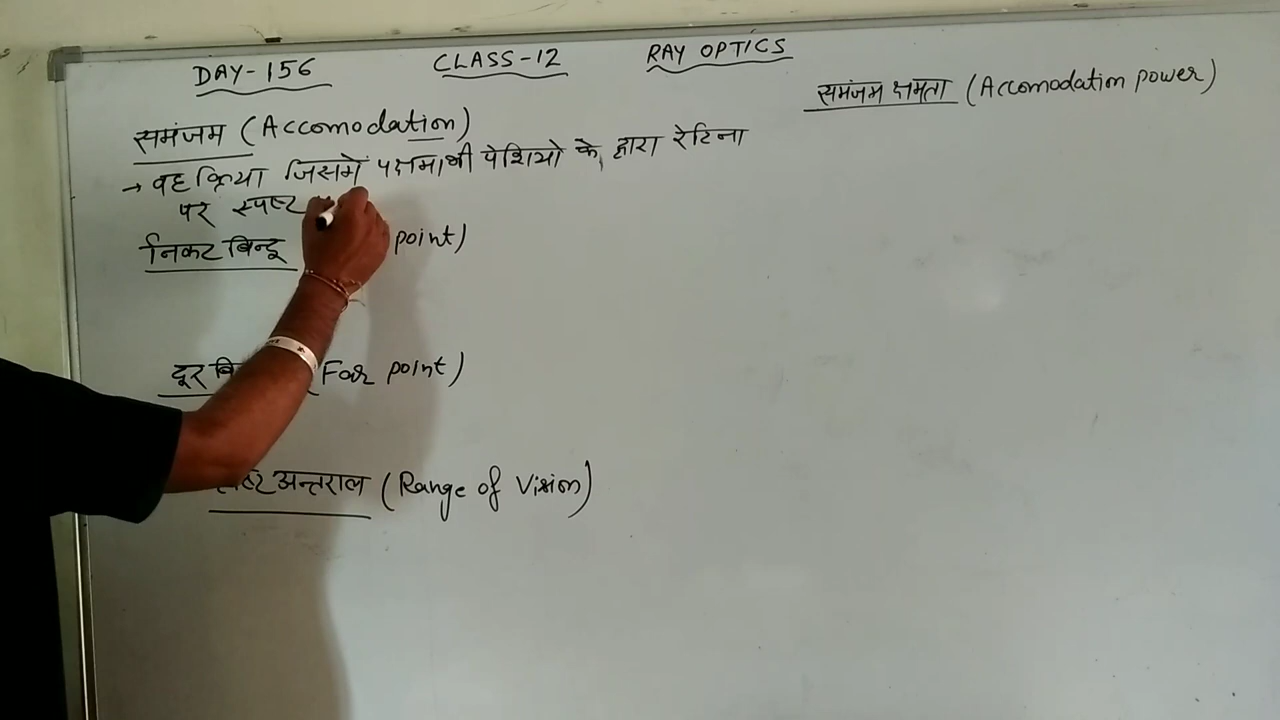 DAY-156 CLASS-12 RAY OPTICS
समंजम क्षमता (Accomodation power)
समंजम (Accomodation)
→ वह क्रिया जिसमें पक्ष्माभी पेशियो के द्वारा रेटिना
पर स्पष्ट
निकट बिन्दू point)
दूर बि (Far point)
अन्तराल (Range of Vision)